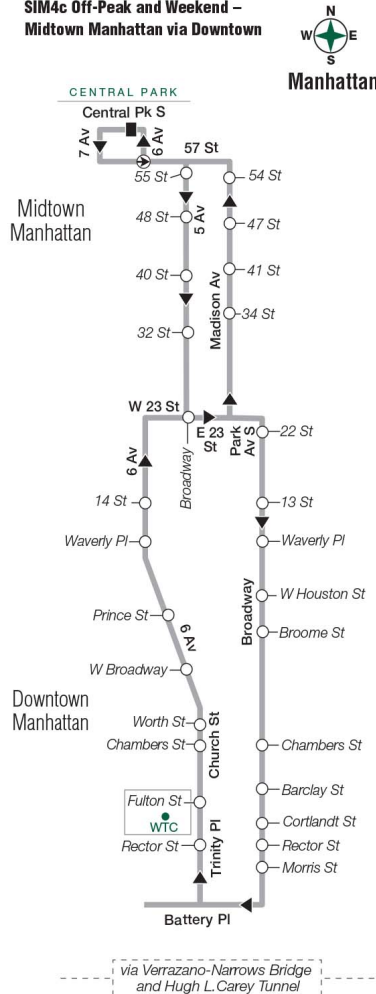 SIM4c Off-Peak and Weekend –
Midtown Manhattan via Downtown
N
W
E
S
Manhattan
CENTRAL PARK
Central Pk S
7 Av
6 Av
57 St
55 St
54 St
Midtown
Manhattan
48 St
5 Av
47 St
40 St
41 St
Madison Av
34 St
32 St
W 23 St
E 23
St
Park
Av S
22 St
6 Av
Broadway
14 St
13 St
Waverly Pl
Waverly Pl
W Houston St
Prince St
Broadway
6 Av
Broome St
W Broadway
Downtown
Manhattan
Worth St
Church St
Chambers St
Chambers St
Barclay St
Fulton St
WTC
Cortlandt St
Rector St
Trinity Pl
Rector St
Morris St
Battery Pl
via Verrazano-Narrows Bridge
and Hugh L.Carey Tunnel